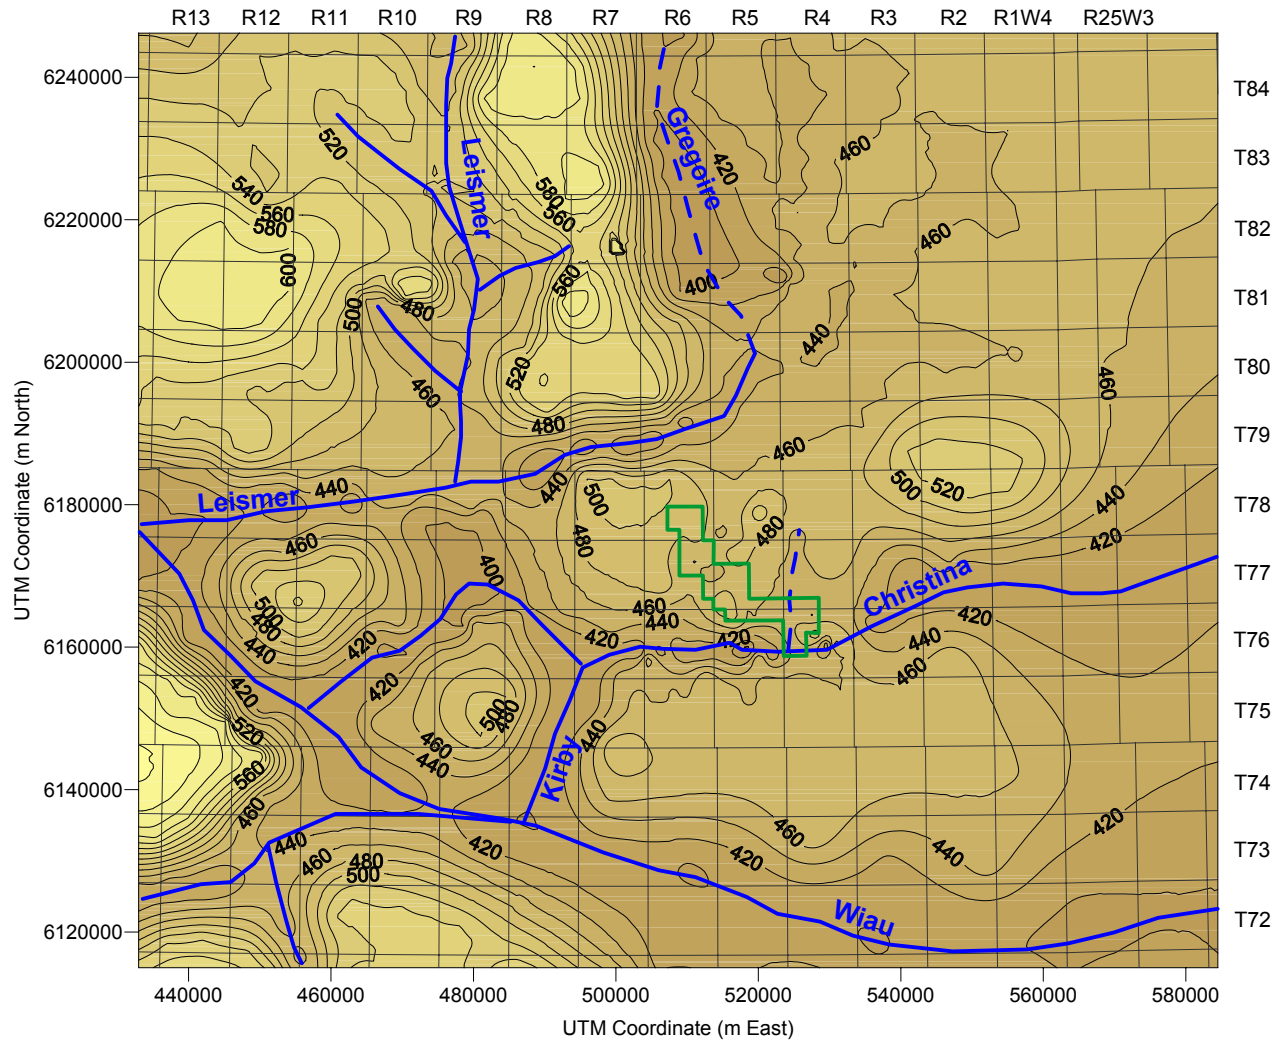 R13 R12 R11 R10 R9 R8 R7 R6 R5 R4 R3 R2 R1W4 R25W3
6240000
T84
520
Leismer
Gregoire
420
460
T83
540
560
580
580
560
6220000
460
T82
600
560
400
500
480
440
T81
6200000
520
460
460
T80
480
460
T79
UTM Coordinate (m North)
Leismer
440
440
500
500
520
440
6180000
T78
460
480
480
420
400
Christina
T77
500
480
440
420
460
440
420
420
420
440
460
6160000
T76
420
420
500
480
T75
520
460
440
440
Kirby
560
6140000
T74
460
440
460
480
500
420
460
420
440
420
T73
Wiau
6120000
T72
440000 460000 480000 500000 520000 540000 560000 580000
UTM Coordinate (m East)